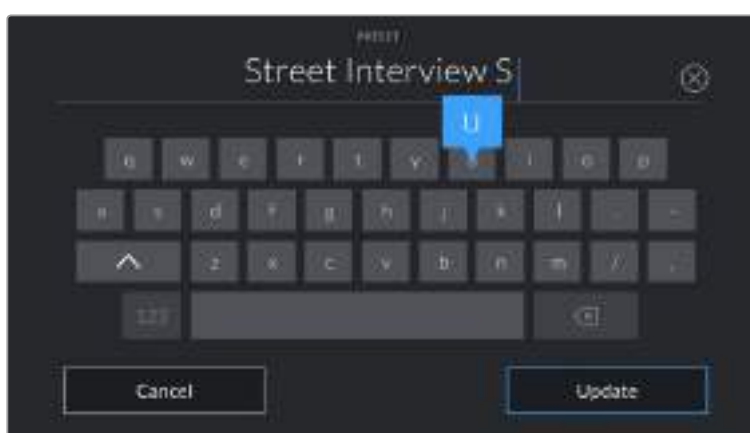 PRESET
Street Interview S
U
q w e r t y u i o p
a s d f g h j k l . -
z x c v b n m / ,
123
Cancel Update